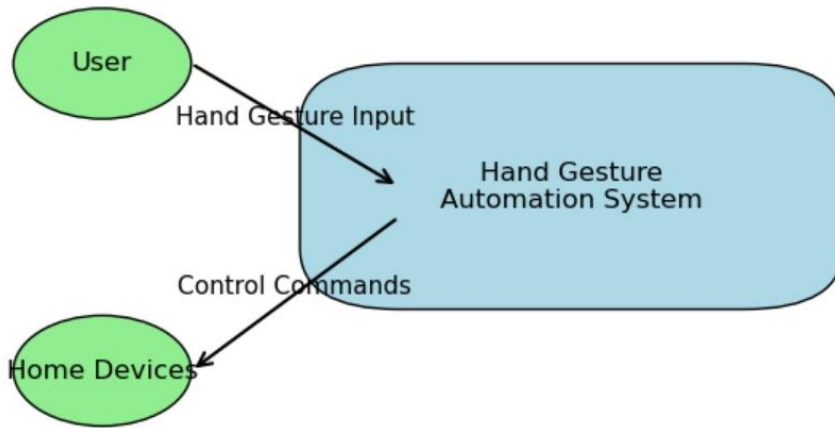 User
Hand Gesture Input
Hand Gesture
Automation System
Control Commands
Home Devices